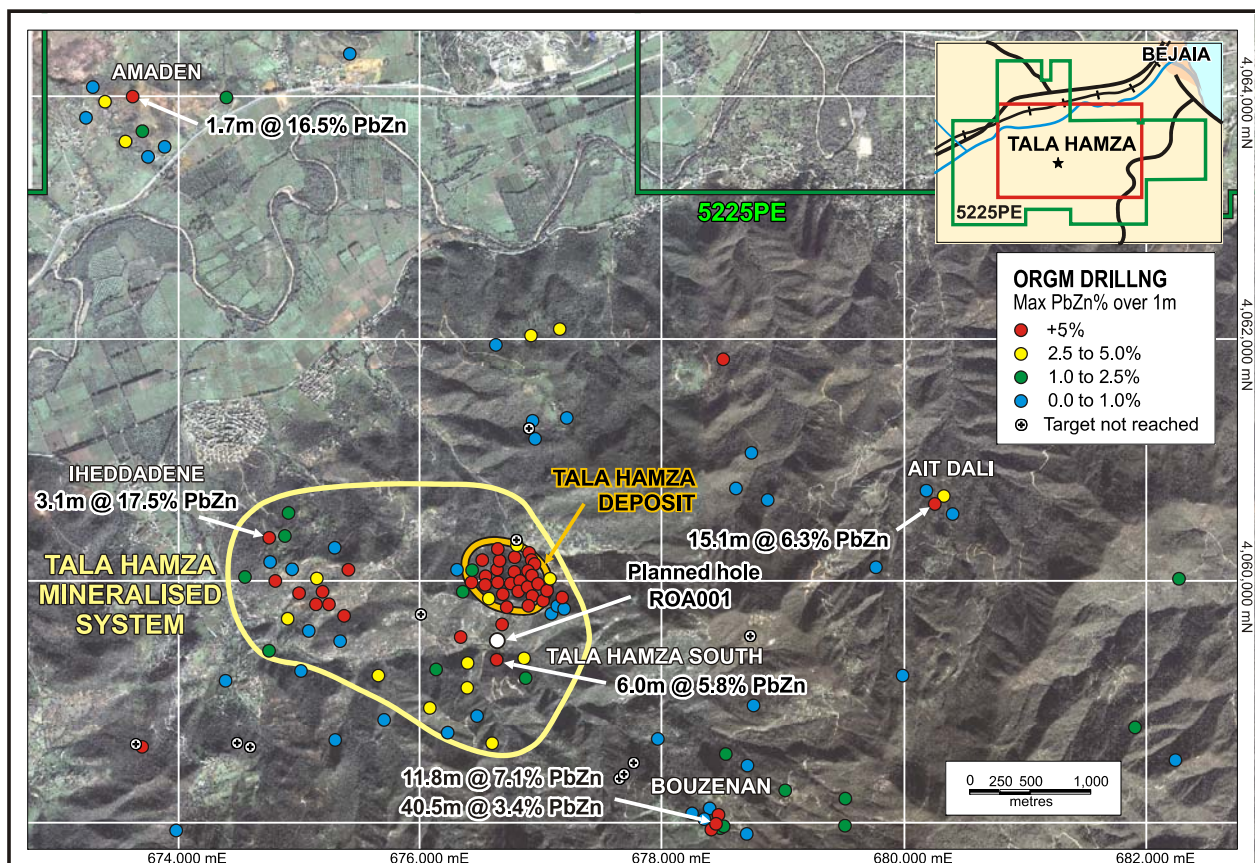 AMADEN
1.7m @ 16.5% PbZn
5225PE
BEJAIA
TALA HAMZA
5225PE
4,064,000 mN
ORGM DRILLNG
Max PbZn% over 1m
+5%
2.5 to 5.0%
1.0 to 2.5%
0.0 to 1.0%
Target not reached
4,062,000 mN
IHEDDADENE
3.1m @ 17.5% PbZn
TALA HAMZA
DEPOSIT
AIT DALI
15.1m @ 6.3% PbZn
TALA HAMZA
MINERALISED
SYSTEM
Planned hole
ROA001
4,060,000 mN
TALA HAMZA SOUTH
6.0m @ 5.8% PbZn
11.8m @ 7.1% PbZn
BOUZENAN
40.5m @ 3.4% PbZn
0 250 500 1,000
metres
674,000 mE 676,000 mE 678,000 mE 680,000 mE 682,000 mE